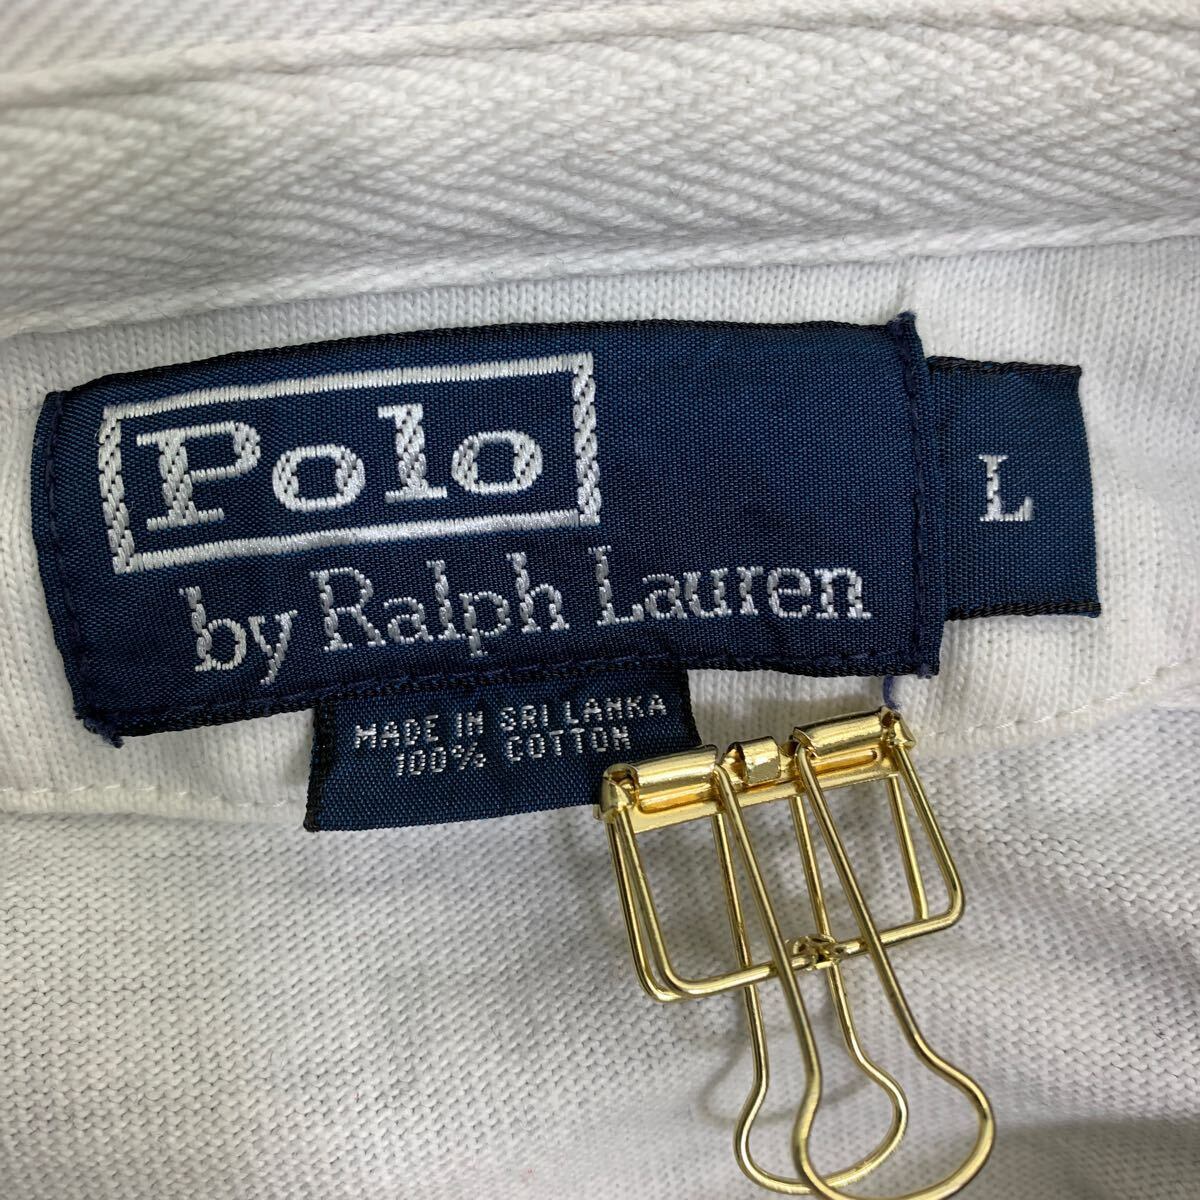 Polo
by Ralph Lauren
L
MADE IN SRI LANKA
100% COTTON